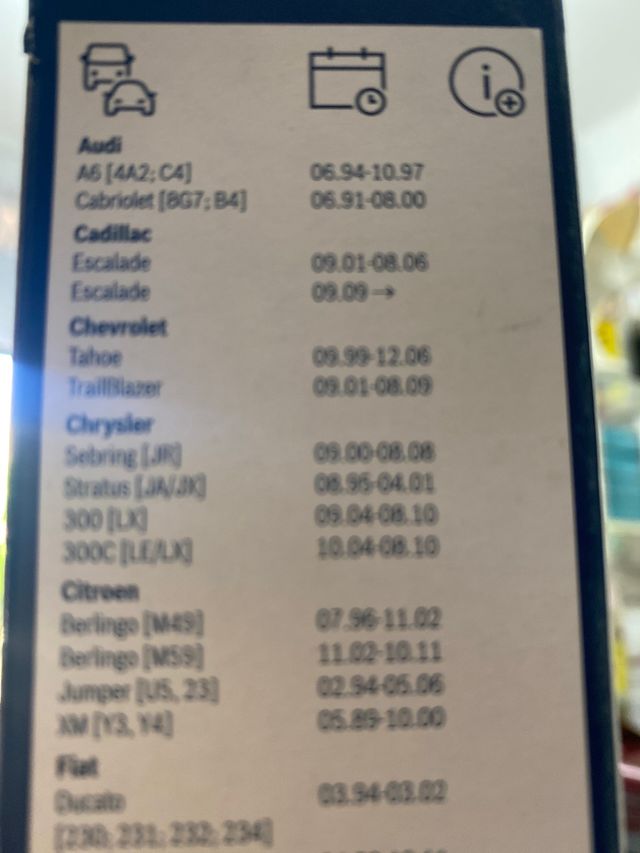 Audi
A6 [4A2; C4] 06.94-10.97
Cabriolet [8G7; B4] 06.91-08.00
Cadillac
Escalade 09.01-08.06
Escalade 09.09 →
Chevrolet
Tahoe 09.99-12.06
TrailBlazer 09.01-08.09
Chrysler
Sebring [JR] 09.00-08.08
Stratus [JA/JX] 08.95-04.01
300 [LX] 09.04-08.10
300C [LE/LX] 10.04-08.10
Citroen
Berlingo [M49] 07.96-11.02
Berlingo [M59] 11.02-10.11
Jumper [U5, 23] 02.94-05.06
XM [Y3, Y4] 05.89-10.00
Fiat
Ducato 03.94-03.02
[230; 231; 232; 234]